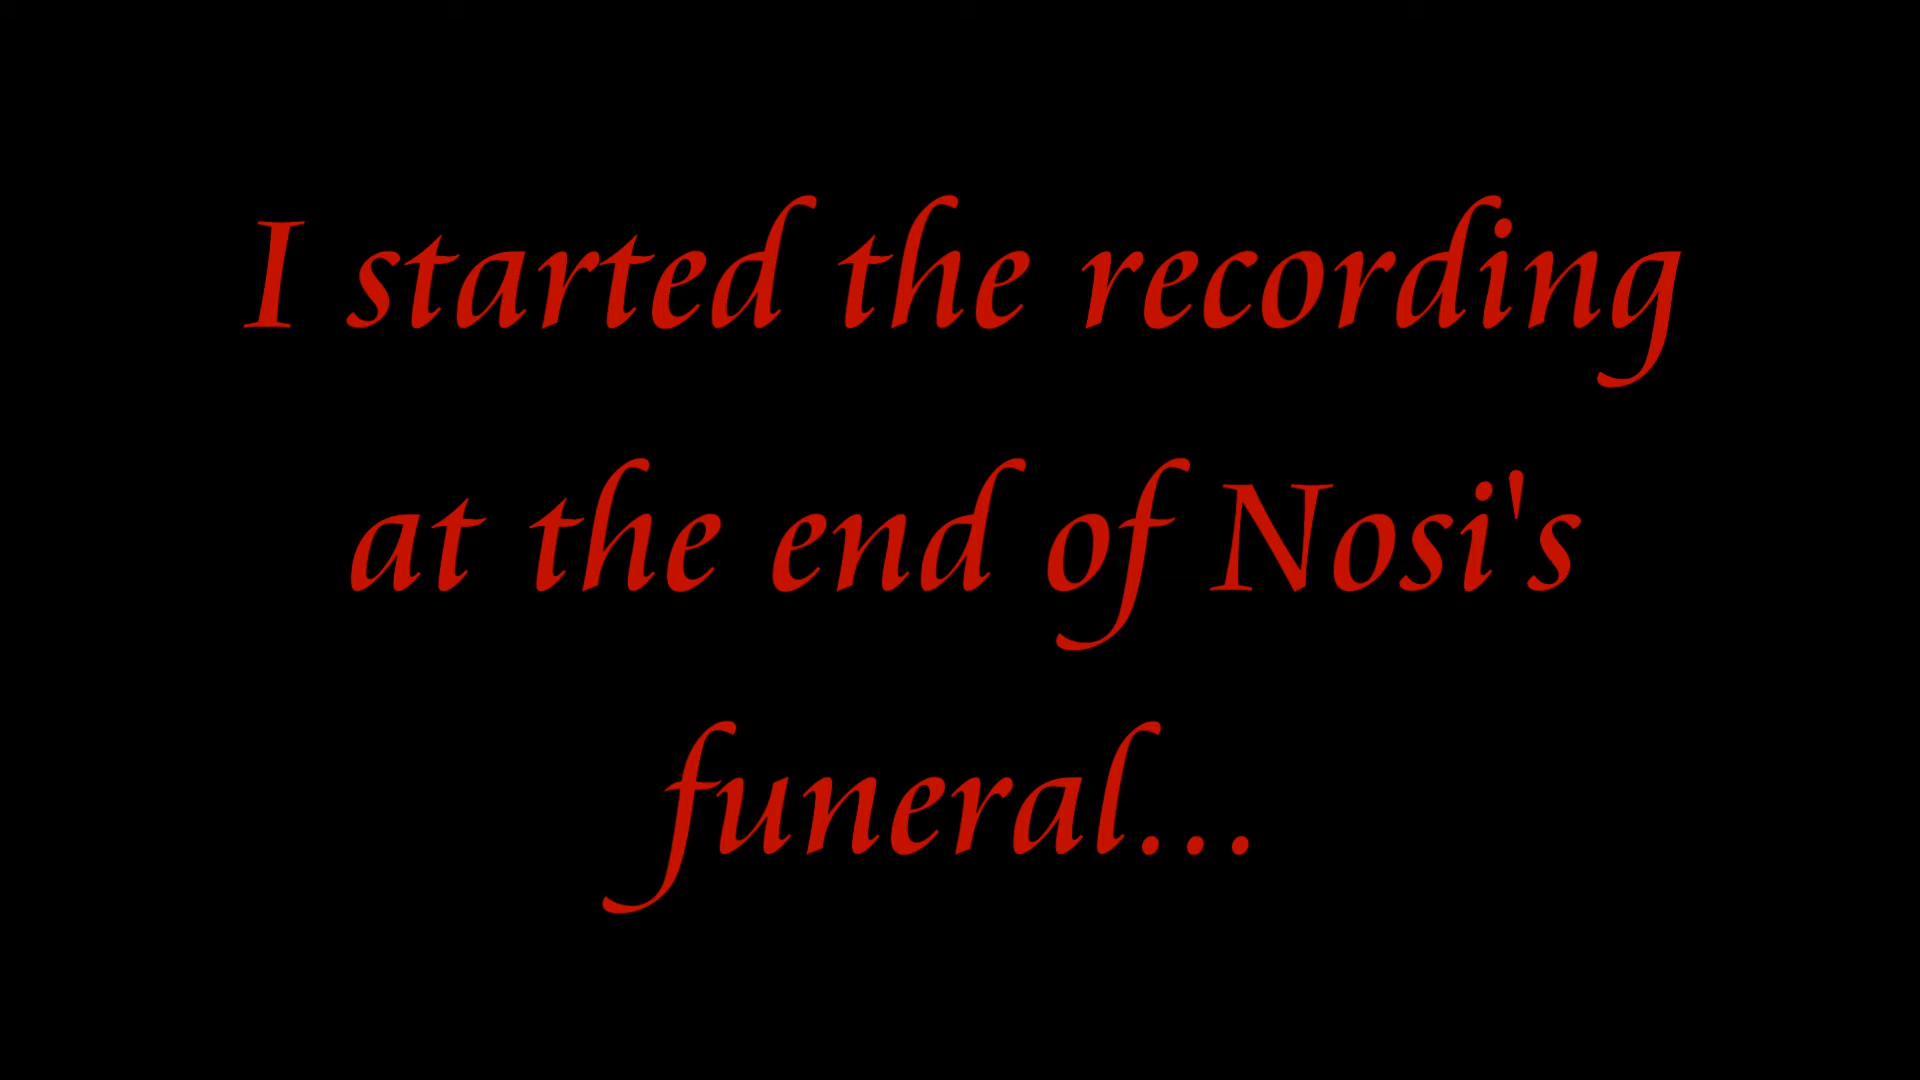 I started the recording
at the end of Nosi's
funeral...